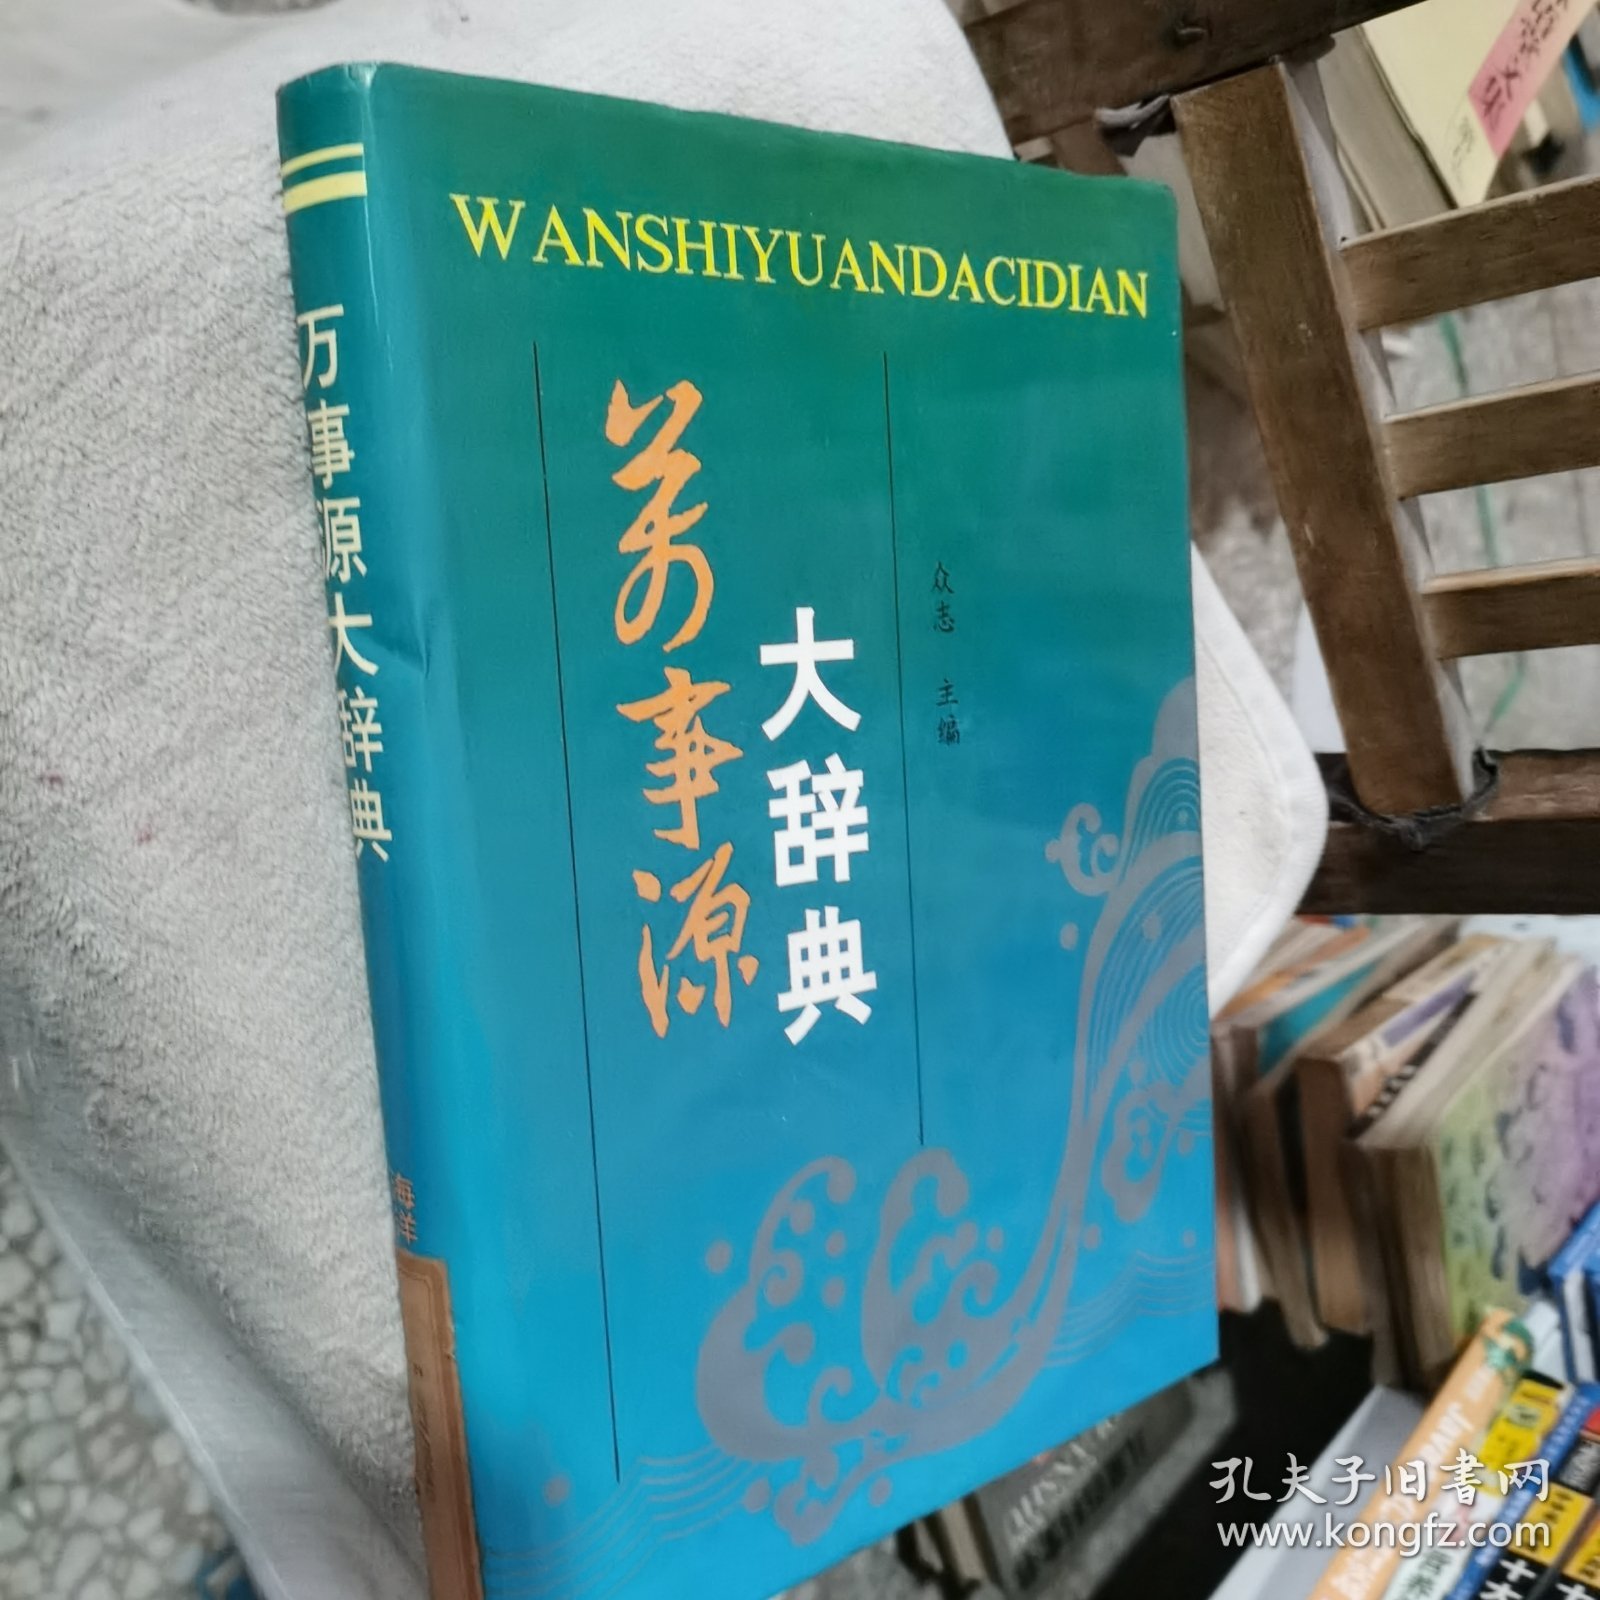 WANSHIYUANDACIDIAN
萬事源
大辞典
众志 主编
万事源大辞典
海洋
孔夫子旧书网
www.kongfz.com